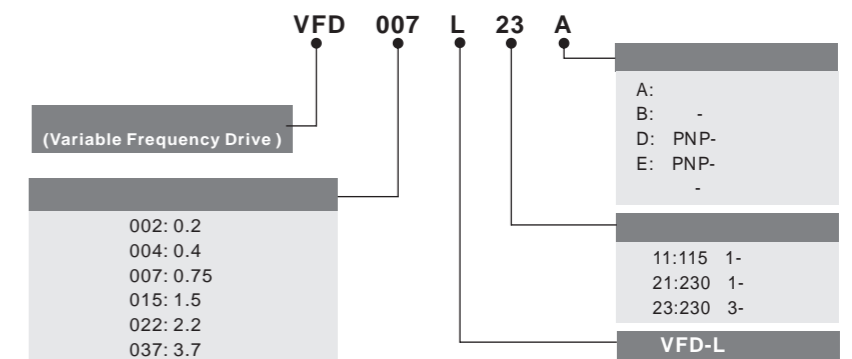 VFD 007 L 23 A
(Variable Frequency Drive )
002: 0.2
004: 0.4
007: 0.75
015: 1.5
022: 2.2
037: 3.7
A:
B: -
D: PNP-
E: PNP-
-
11:115 1-
21:230 1-
23:230 3-
VFD-L